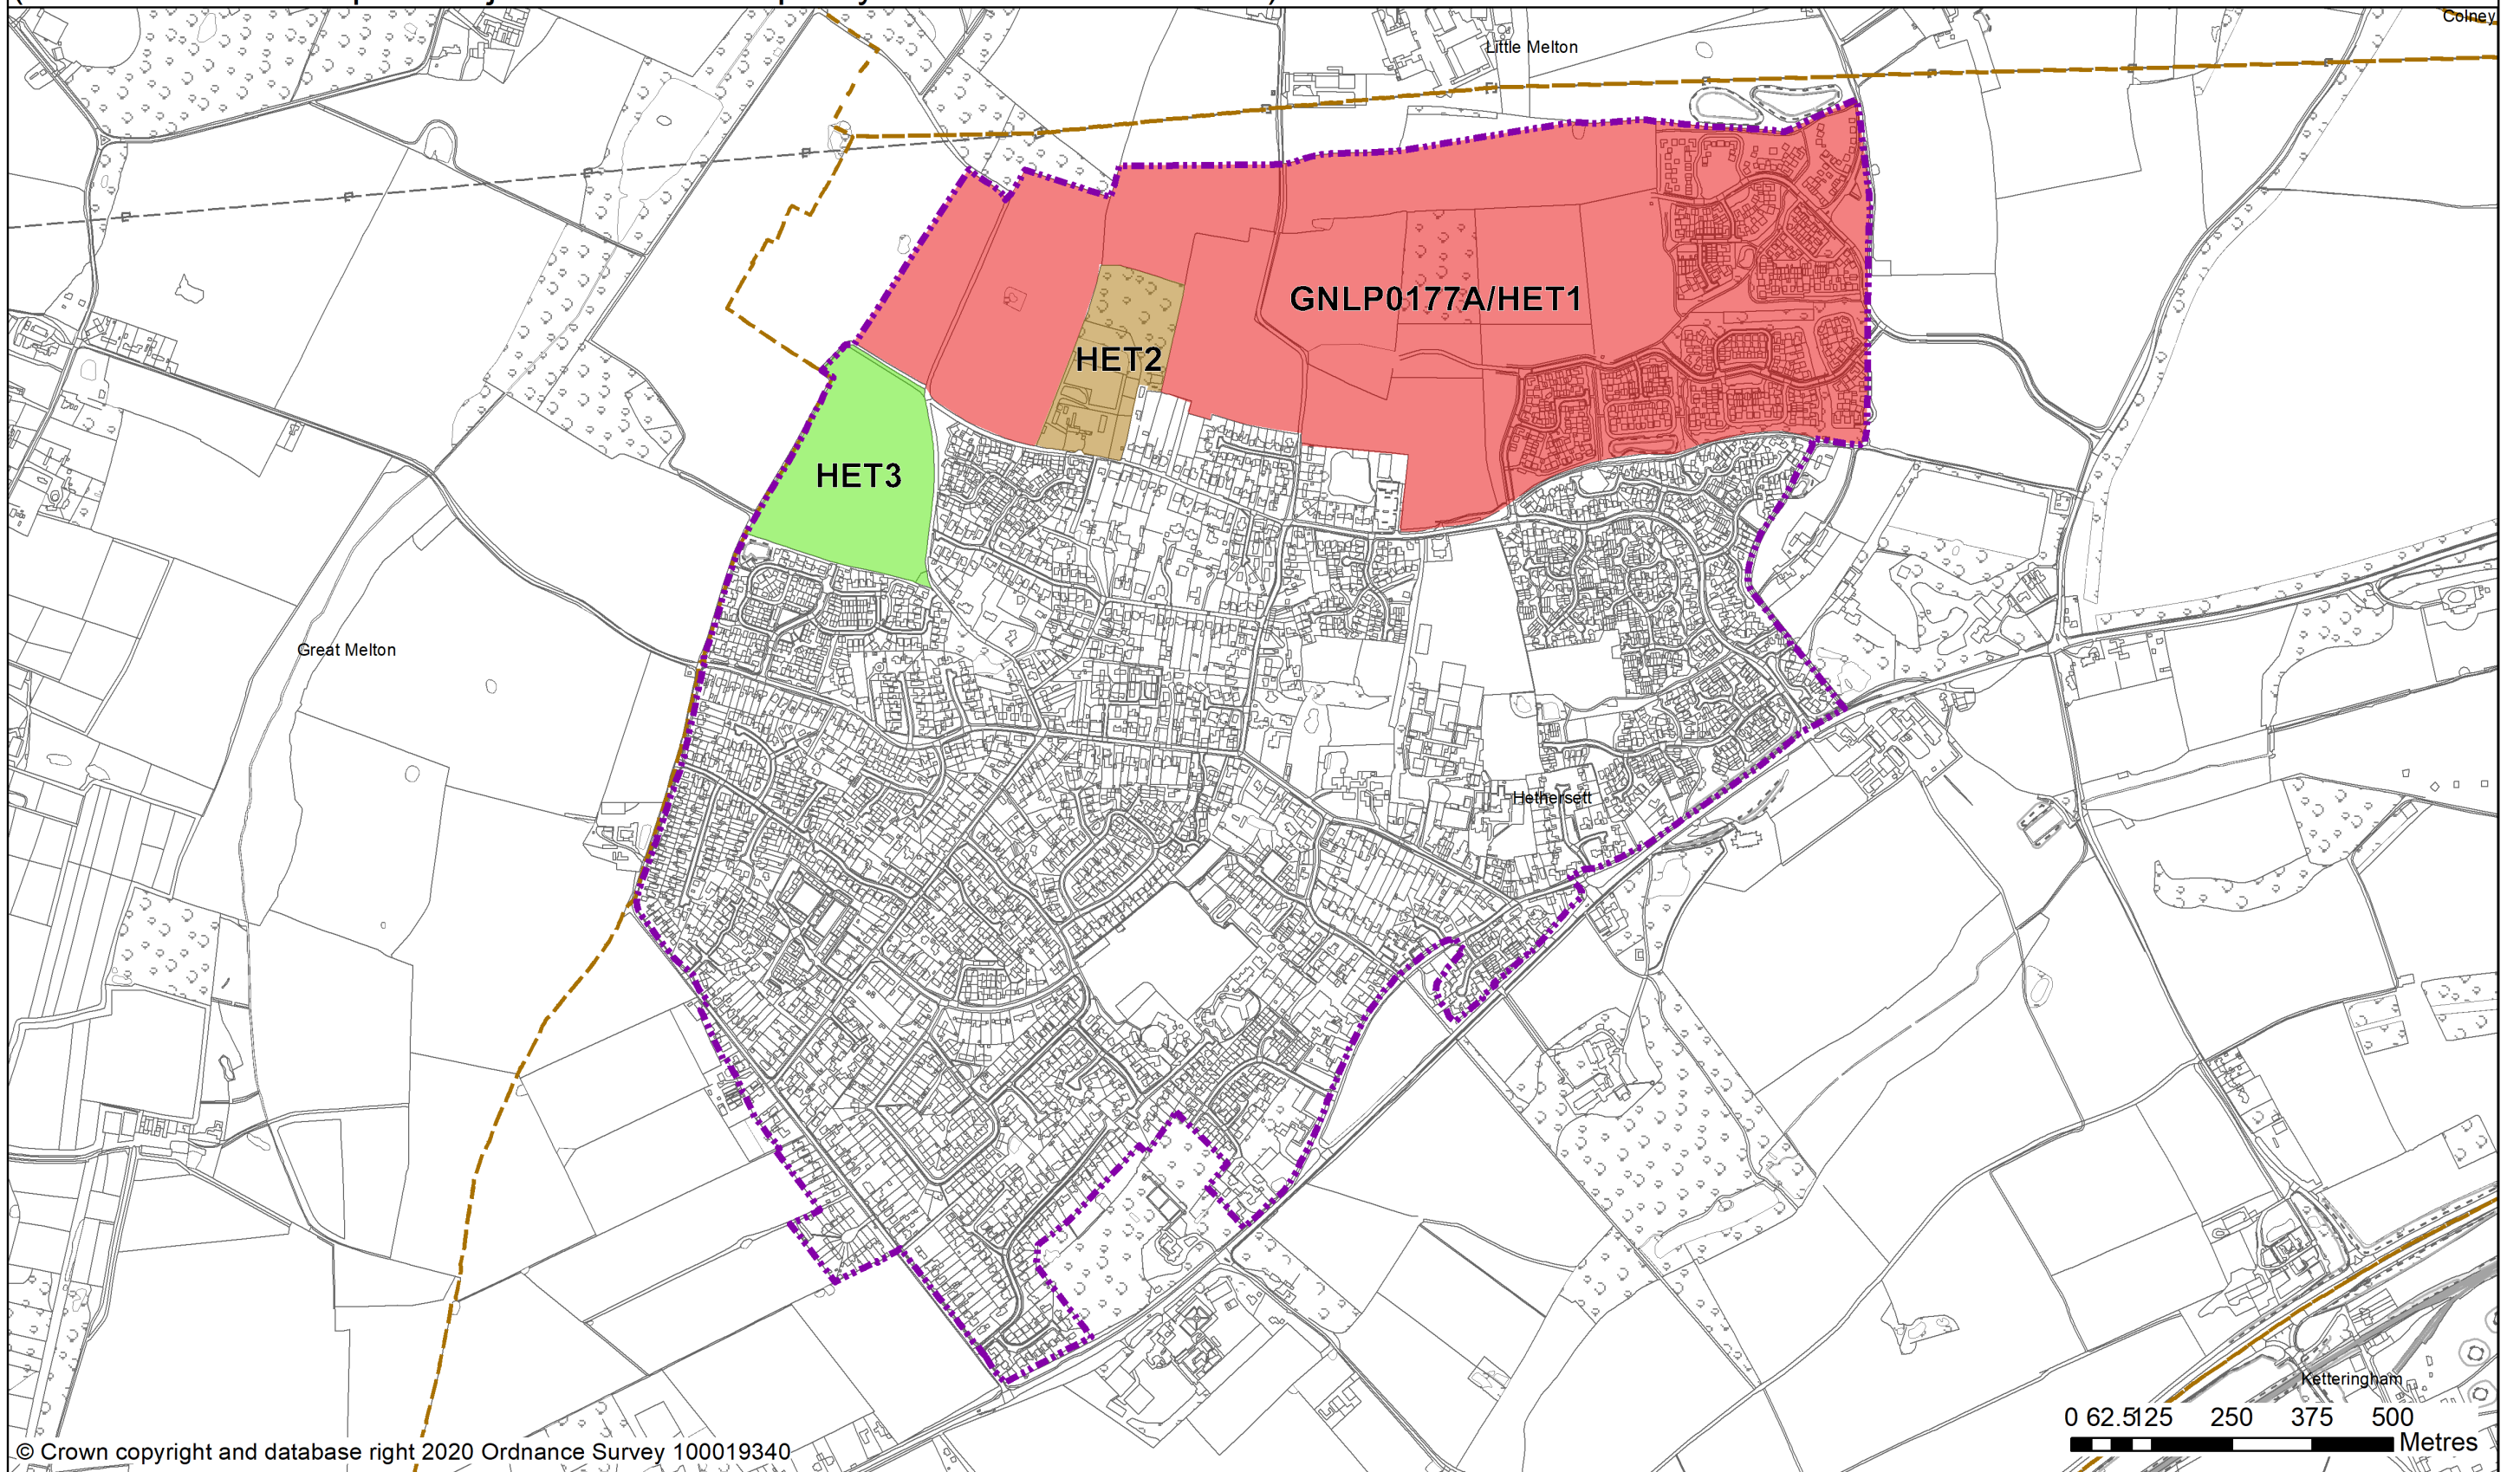 Colney
Little Melton
GNLP0177A/HET1
HET2
HET3
Great Melton
Hethersett
Ketteringham
0 62.5125 250 375 500
Metres
© Crown copyright and database right 2020 Ordnance Survey 100019340